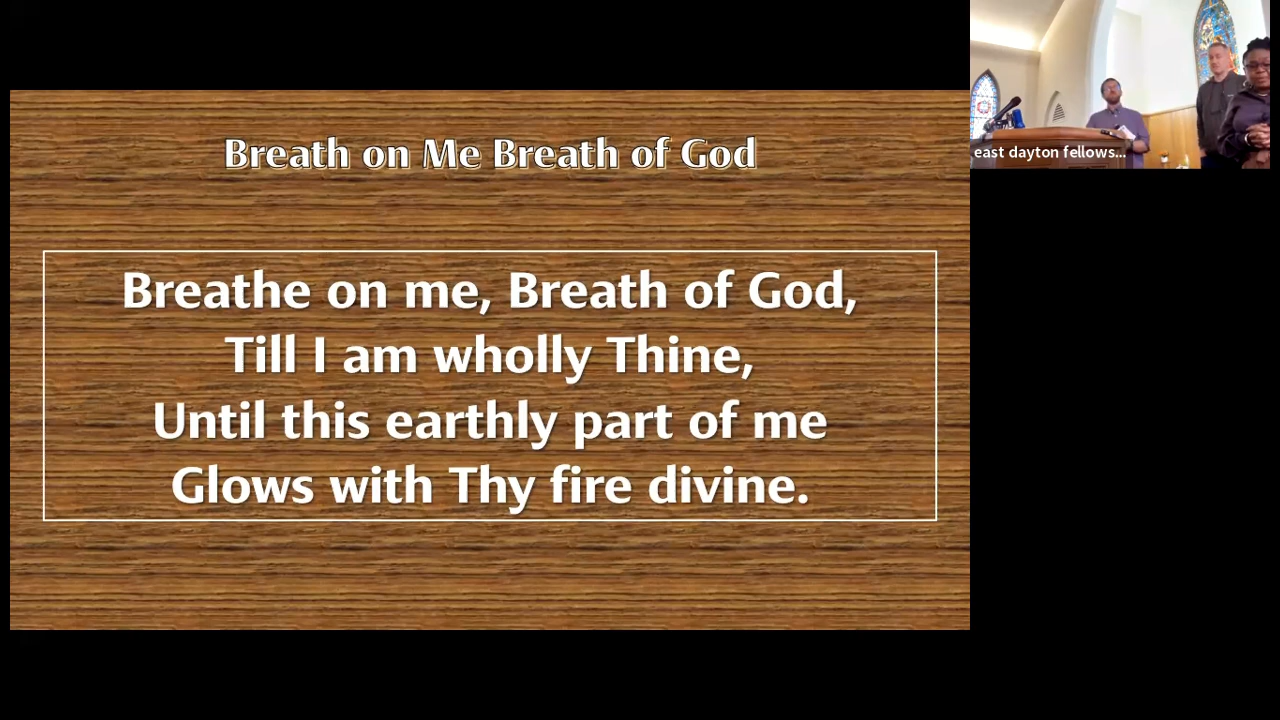 Breath on Me Breath of God
Breathe on me, Breath of God,
Till I am wholly Thine,
Until this earthly part of me
Glows with Thy fire divine.
east dayton fellows...